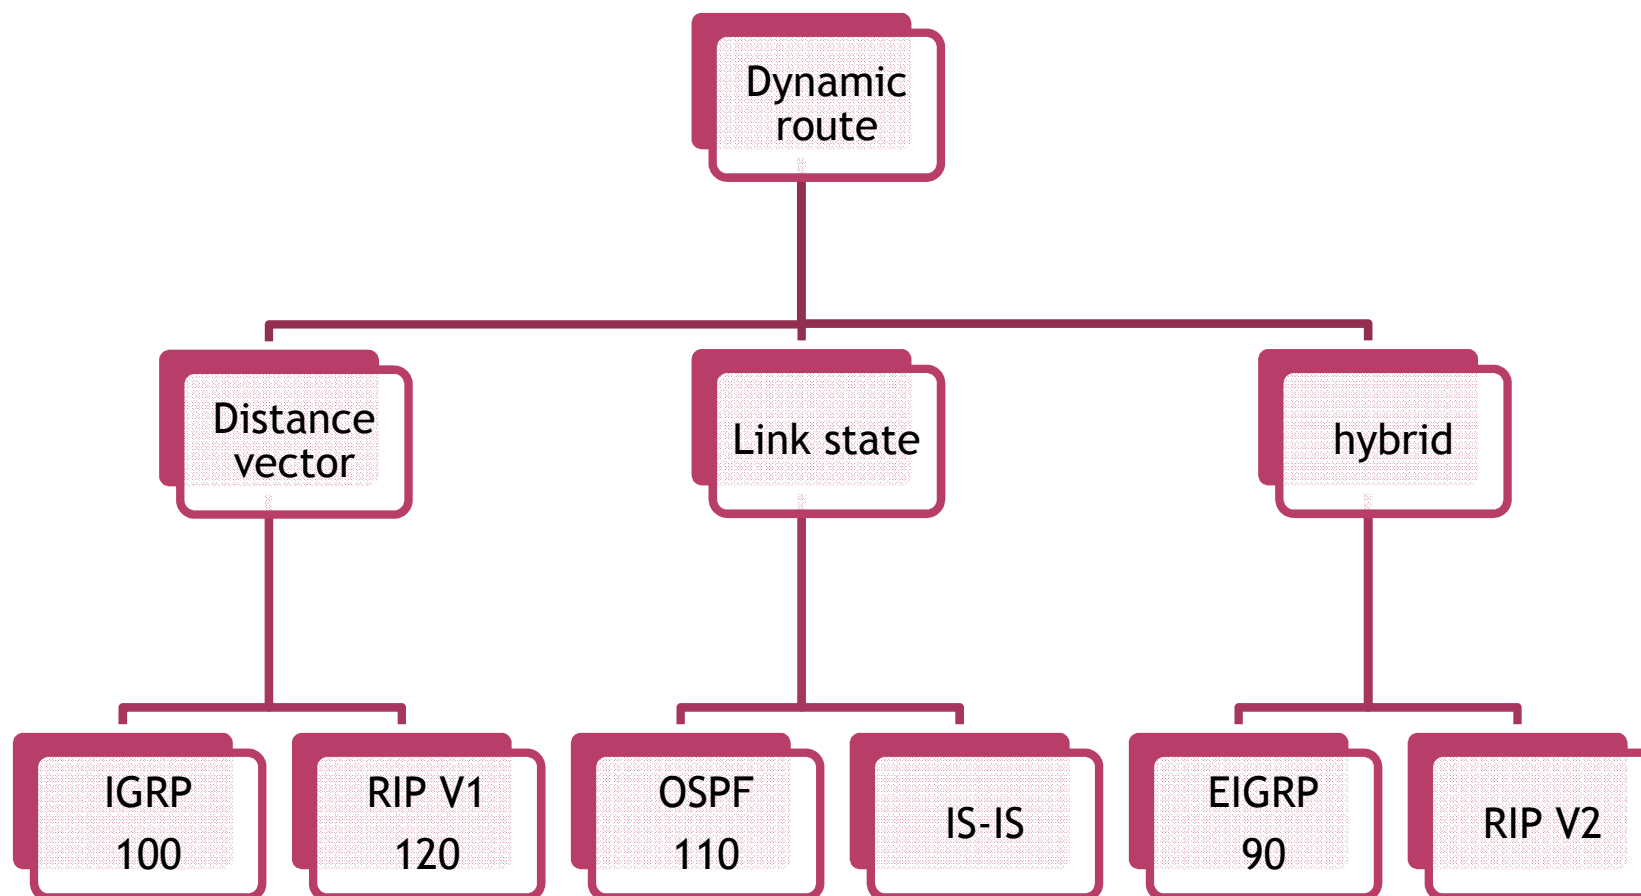 Dynamic
route
Distance
vector
Link state
hybrid
IGRP
100
RIP V1
120
OSPF
110
IS-IS
EIGRP
90
RIP V2